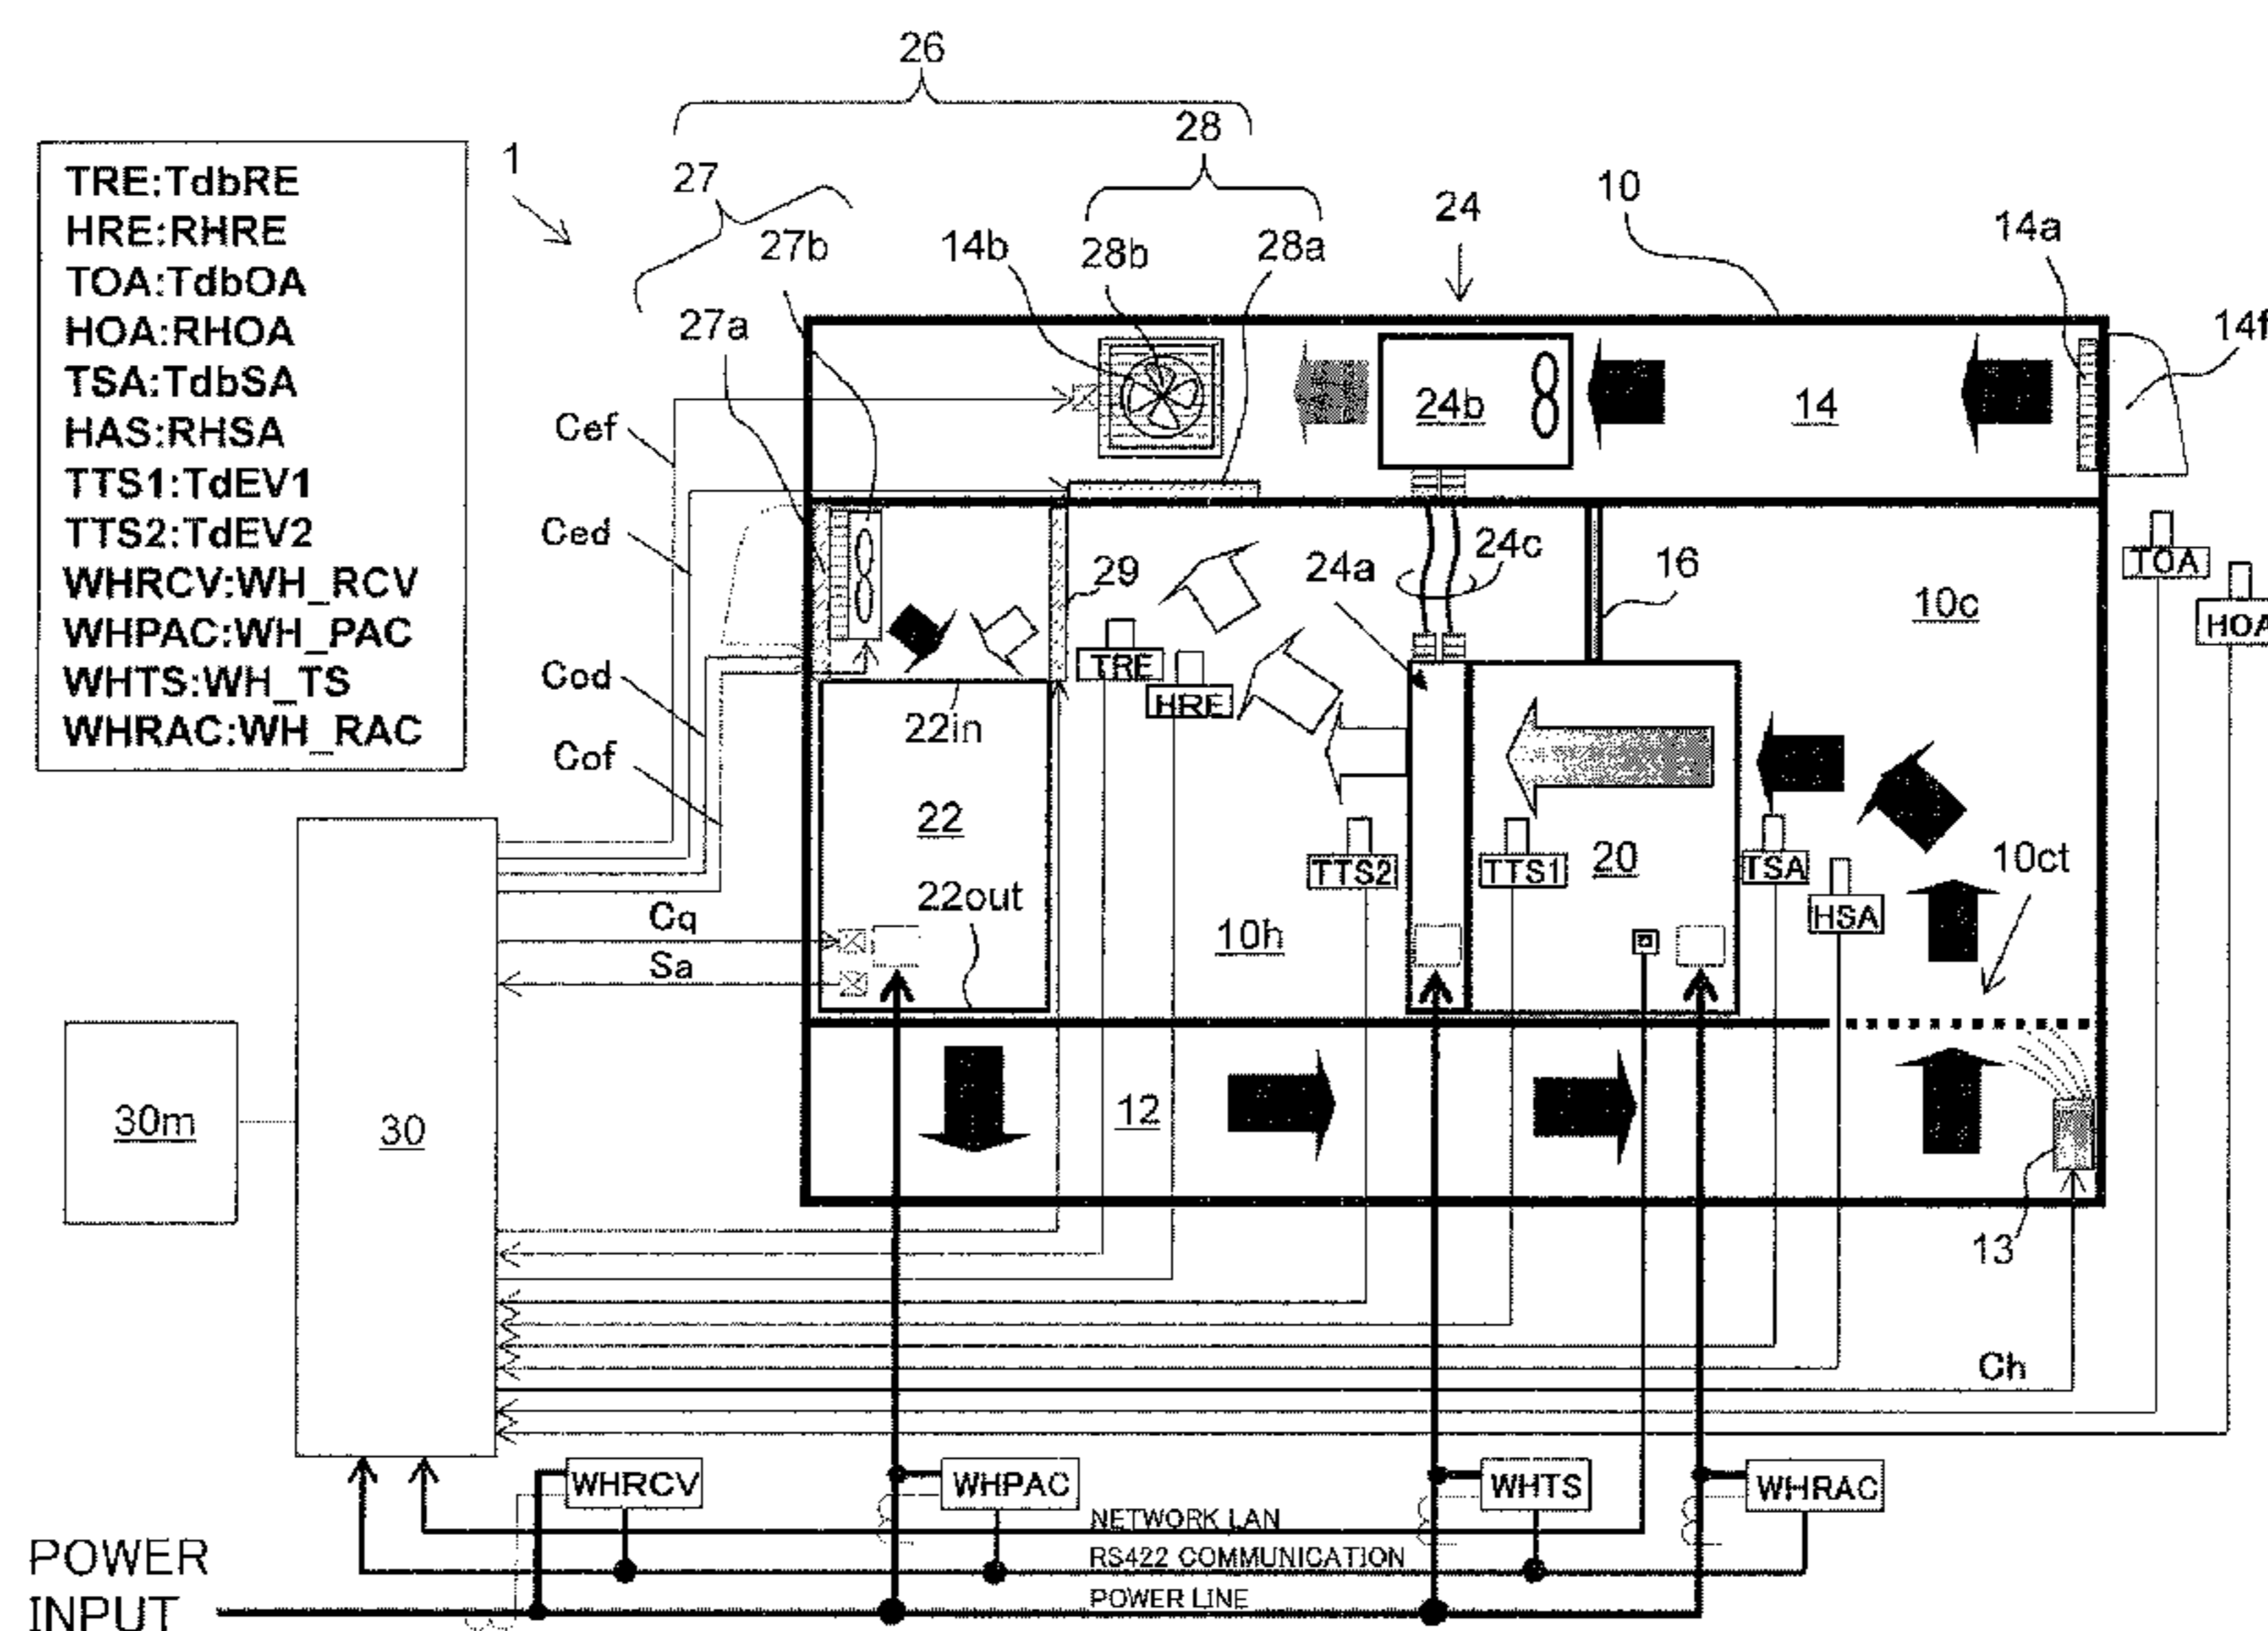 26
28
1
27
24
10
14a
27b
14b
28b
28a
27a
14f
TRE:TdbRE
HRE:RHRE
TOA:TdbOA
HOA:RHOA
TSA:TdbSA
HAS:RHSA
TTS1:TdEV1
TTS2:TdEV2
WHRCV:WH_RCV
WHPAC:WH_PAC
WHTS:WH_TS
WHRAC:WH_RAC
24b
14
Cef
Ced
Cod
Cof
29
24a
24c
16
TOA
10c
HOA
TRE
HRE
22in
22
TTS2
TTS1
20
TSA
10ct
22out
HSA
Cq
10h
Sa
30m
30
12
13
Ch
WHRCV
WHPAC
WHTS
WHRAC
NETWORK LAN
RS422 COMMUNICATION
POWER LINE
POWER
INPUT